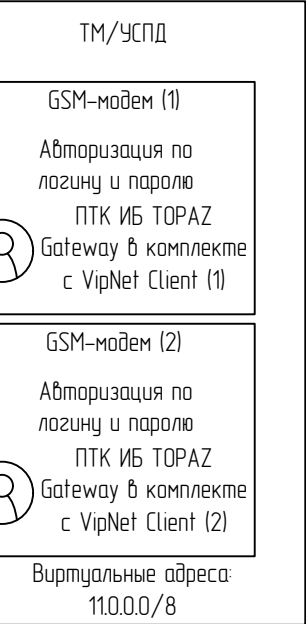 ТМ/УСПД
GSM-модем (1)
Авторизация по
логину и паролю
ПТК ИБ TOPAZ
Gateway в комплекте
с VipNet Client (1)
GSM-модем (2)
Авторизация по
логину и паролю
ПТК ИБ TOPAZ
Gateway в комплекте
с VipNet Client (2)
Виртуальные адреса:
11.0.0.0/8